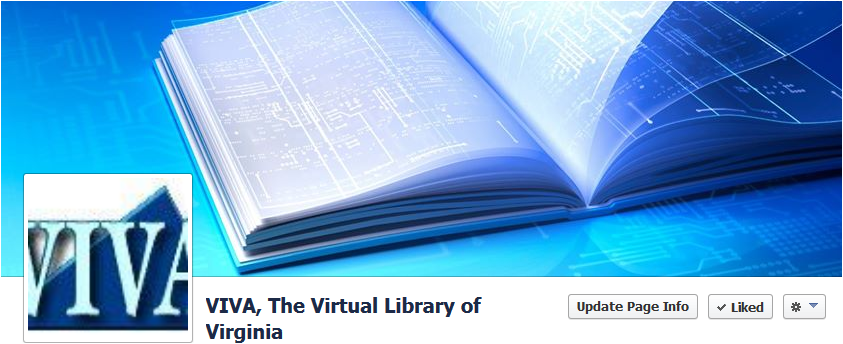 VIVA
VIVA, The Virtual Library of
Virginia
Update Page Info
Liked